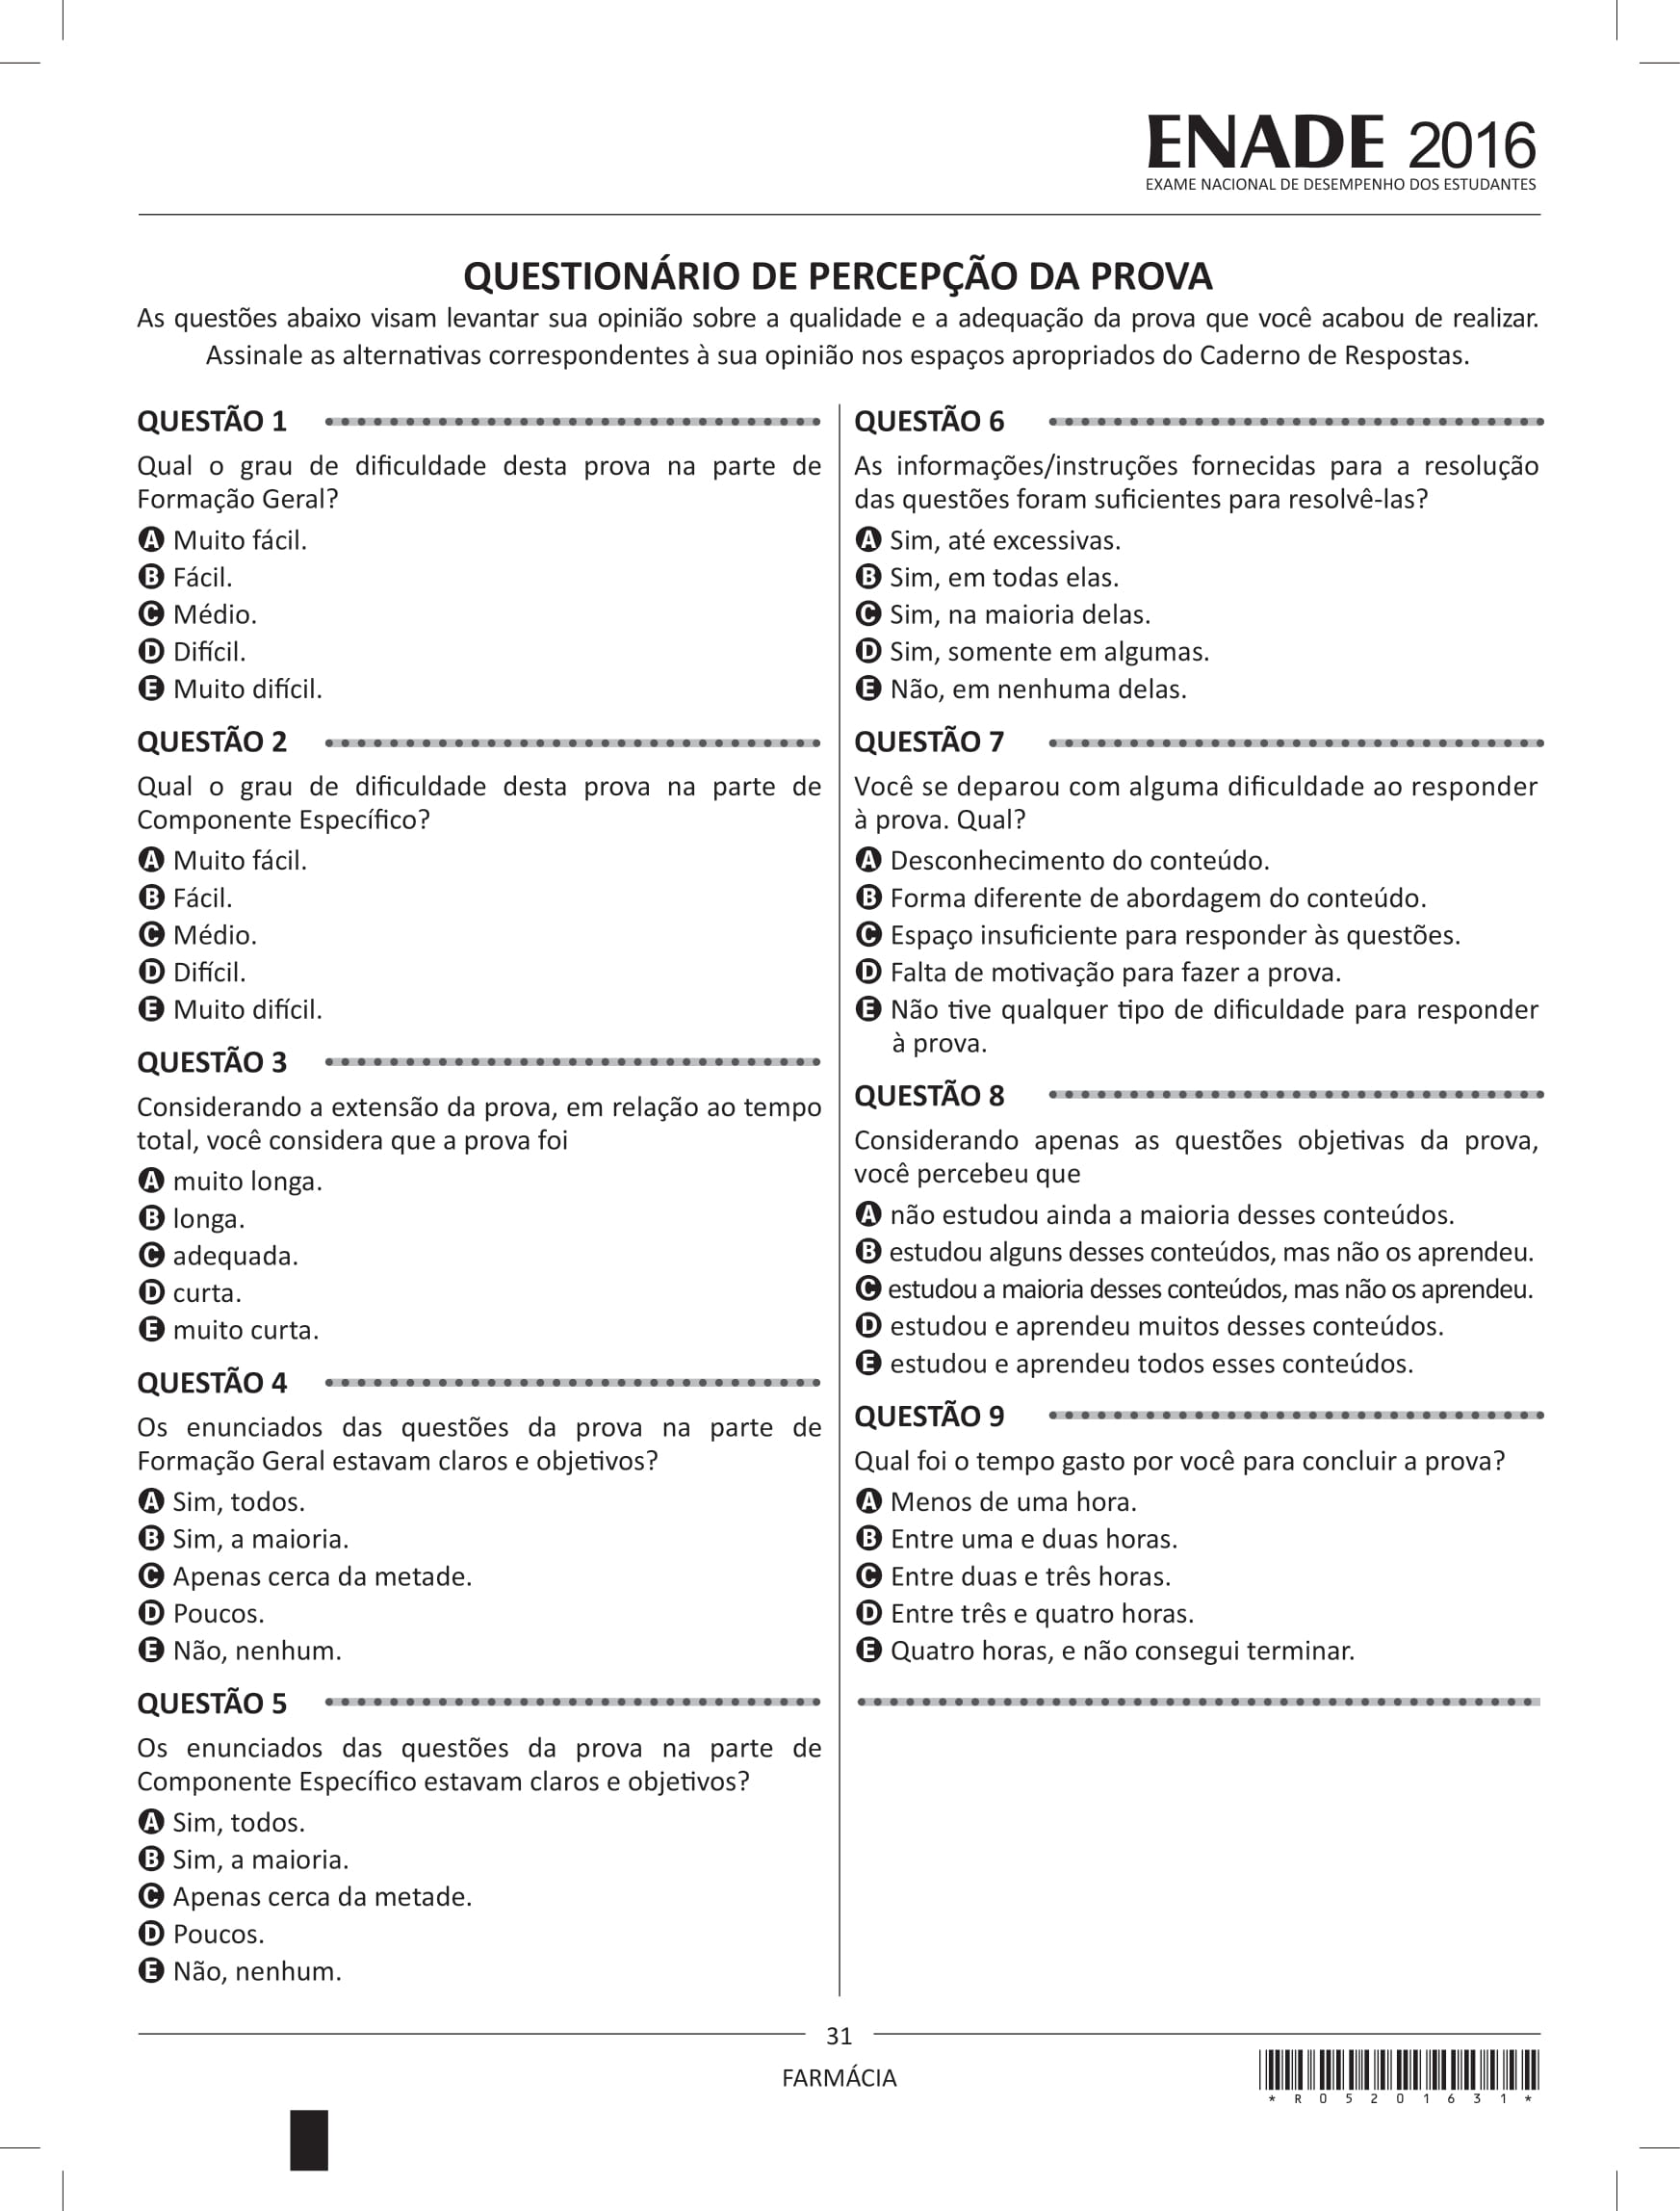 ENADE 2016
EXAME NACIONAL DE DESEMPENHO DOS ESTUDANTES
QUESTIONÁRIO DE PERCEPÇÃO DA PROVA
As questões abaixo visam levantar sua opinião sobre a qualidade e a adequação da prova que você acabou de realizar.
Assinale as alternativas correspondentes à sua opinião nos espaços apropriados do Caderno de Respostas.
QUESTÃO 1
Qual o grau de dificuldade desta prova na parte de
Formação Geral?
A Muito fácil.
B Fácil.
C Médio.
D Difícil.
E Muito difícil.
QUESTÃO 2
Qual o grau de dificuldade desta prova na parte de
Componente Específico?
A Muito fácil.
B Fácil.
C Médio.
D Difícil.
E Muito difícil.
QUESTÃO 3
Considerando a extensão da prova, em relação ao tempo
total, você considera que a prova foi
A muito longa.
B longa.
C adequada.
D curta.
E muito curta.
QUESTÃO 4
Os enunciados das questões da prova na parte de
Formação Geral estavam claros e objetivos?
A Sim, todos.
B Sim, a maioria.
C Apenas cerca da metade.
D Poucos.
E Não, nenhum.
QUESTÃO 5
Os enunciados das questões da prova na parte de
Componente Específico estavam claros e objetivos?
A Sim, todos.
B Sim, a maioria.
C Apenas cerca da metade.
D Poucos.
E Não, nenhum.
QUESTÃO 6
As informações/instruções fornecidas para a resolução
das questões foram suficientes para resolvê-las?
A Sim, até excessivas.
B Sim, em todas elas.
C Sim, na maioria delas.
D Sim, somente em algumas.
E Não, em nenhuma delas.
QUESTÃO 7
Você se deparou com alguma dificuldade ao responder
à prova. Qual?
A Desconhecimento do conteúdo.
B Forma diferente de abordagem do conteúdo.
C Espaço insuficiente para responder às questões.
D Falta de motivação para fazer a prova.
E Não tive qualquer tipo de dificuldade para responder
à prova.
QUESTÃO 8
Considerando apenas as questões objetivas da prova,
você percebeu que
A não estudou ainda a maioria desses conteúdos.
B estudou alguns desses conteúdos, mas não os aprendeu.
C estudou a maioria desses conteúdos, mas não os aprendeu.
D estudou e aprendeu muitos desses conteúdos.
E estudou e aprendeu todos esses conteúdos.
QUESTÃO 9
Qual foi o tempo gasto por você para concluir a prova?
A Menos de uma hora.
B Entre uma e duas horas.
C Entre duas e três horas.
D Entre três e quatro horas.
E Quatro horas, e não consegui terminar.
31
FARMÁCIA
* R 0 5 2 0 1 6 3 1 *